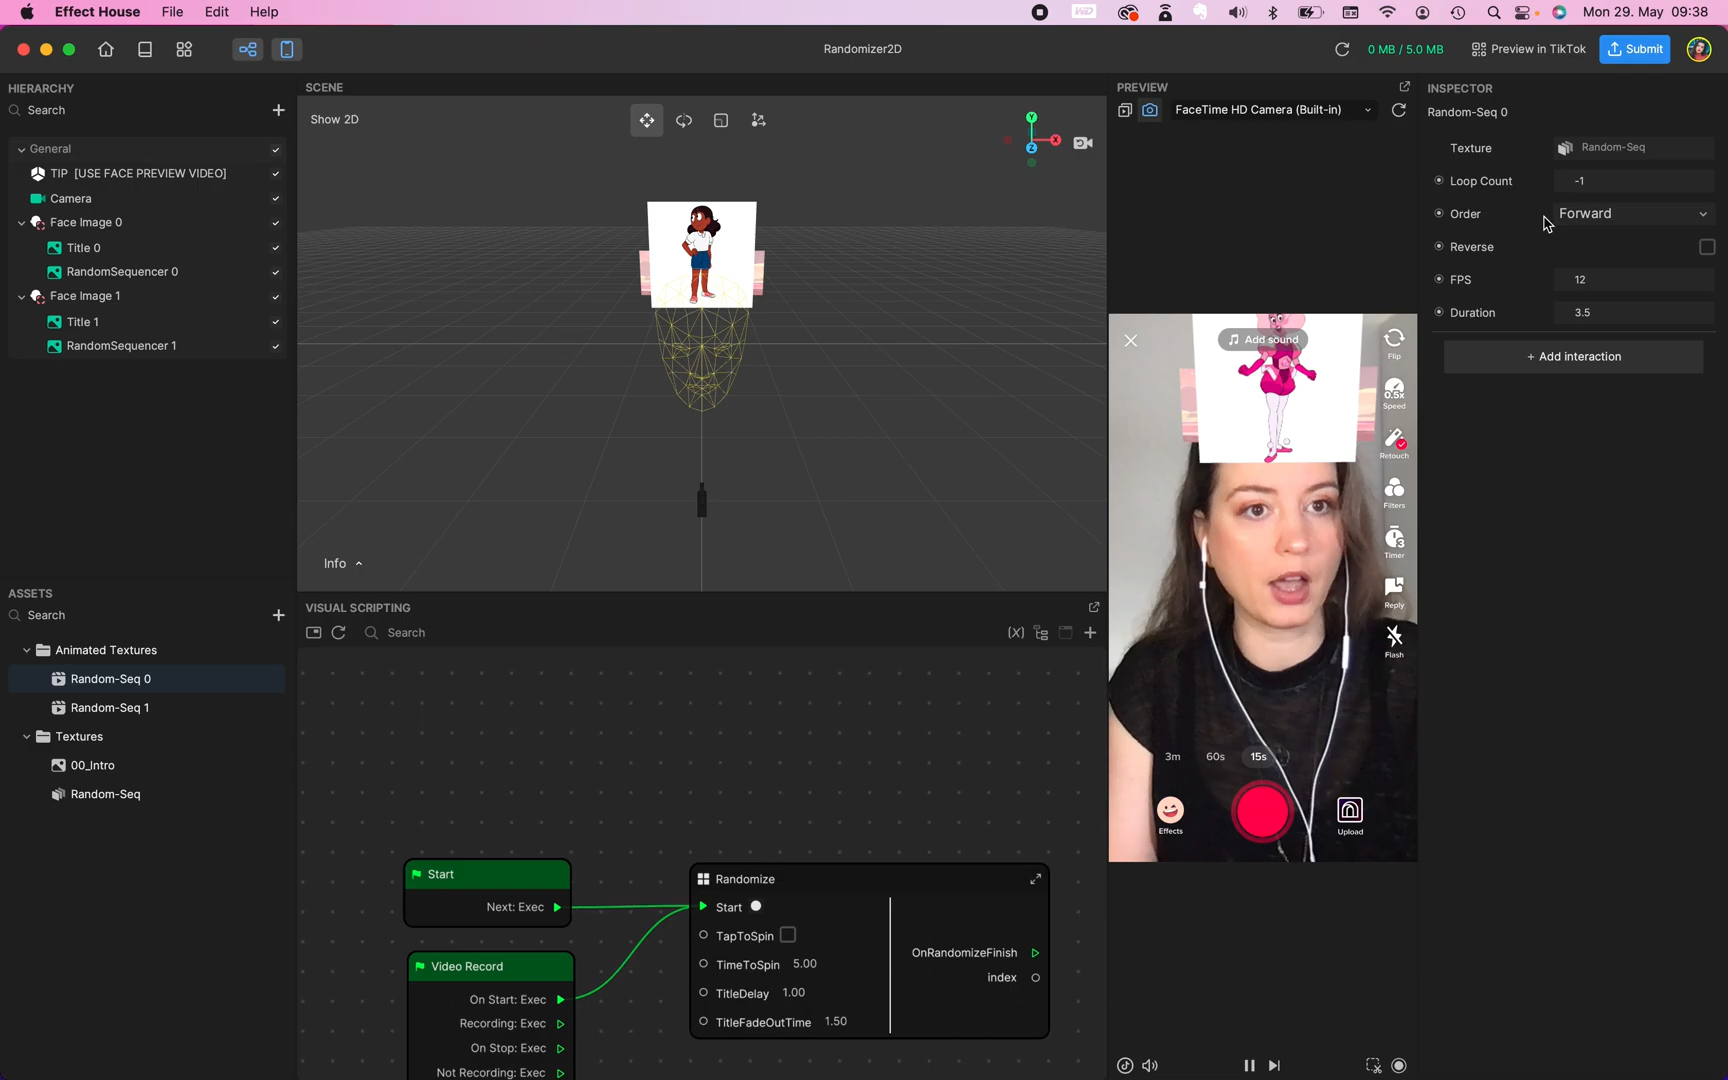 Effect House File Edit Help
Mon 29. May 09:38
Randomizer2D
0 MB / 5.0 MB
Preview in TikTok
Submit
HIERARCHY
Search
General
TIP [USE FACE PREVIEW VIDEO]
Camera
Face Image 0
Title 0
RandomSequencer 0
Face Image 1
Title 1
RandomSequencer 1
ASSETS
Search
Animated Textures
Random-Seq 0
Random-Seq 1
Textures
00_Intro
Random-Seq
SCENE
Show 2D
Y
X
Z
Info
VISUAL SCRIPTING
(X)
Search
Start
Next: Exec
Video Record
On Start: Exec
Recording: Exec
On Stop: Exec
Not Recording: Exec
Randomize
Start
TapToSpin
TimeToSpin 5.00
TitleDelay 1.00
TitleFadeOutTime 1.50
OnRandomizeFinish
index
PREVIEW
FaceTime HD Camera (Built-in)
Add sound
Flip
0.5x
Speed
Retouch
Filters
3
Timer
Reply
Flash
3m 60s 15s
Effects
Upload
INSPECTOR
Random-Seq 0
Texture Random-Seq
Loop Count -1
Order Forward
Reverse
FPS 12
Duration 3.5
+ Add interaction